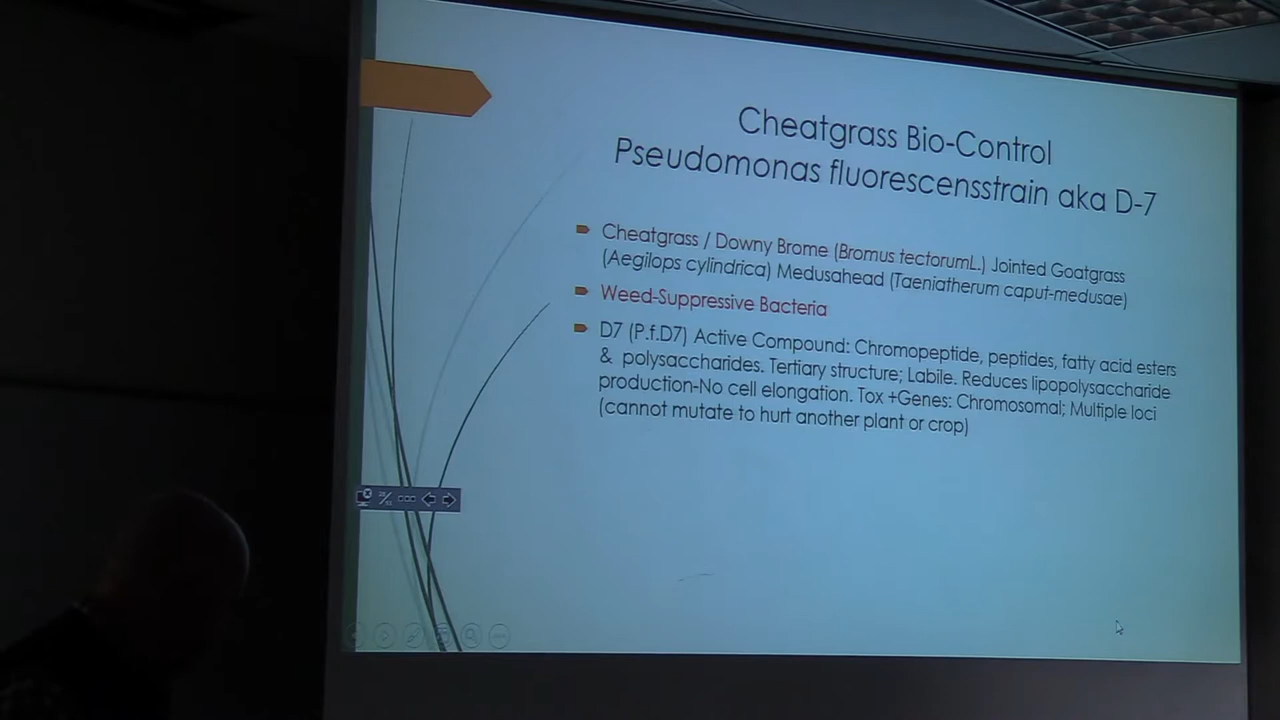 Cheatgrass Bio-Control
Pseudomonas fluorescensstrain aka D-7
Cheatgrass / Downy Brome (Bromus tectorumL.) Jointed Goatgrass
(Aegilops cylindrica) Medusahead (Taeniatherum caput-medusae)
Weed-Suppressive Bacteria
D7 (P.f.D7) Active Compound: Chromopeptide, peptides, fatty acid esters
& polysaccharides. Tertiary structure; Labile. Reduces lipopolysaccharide
production-No cell elongation. Tox +Genes: Chromosomal; Multiple loci
(cannot mutate to hurt another plant or crop)